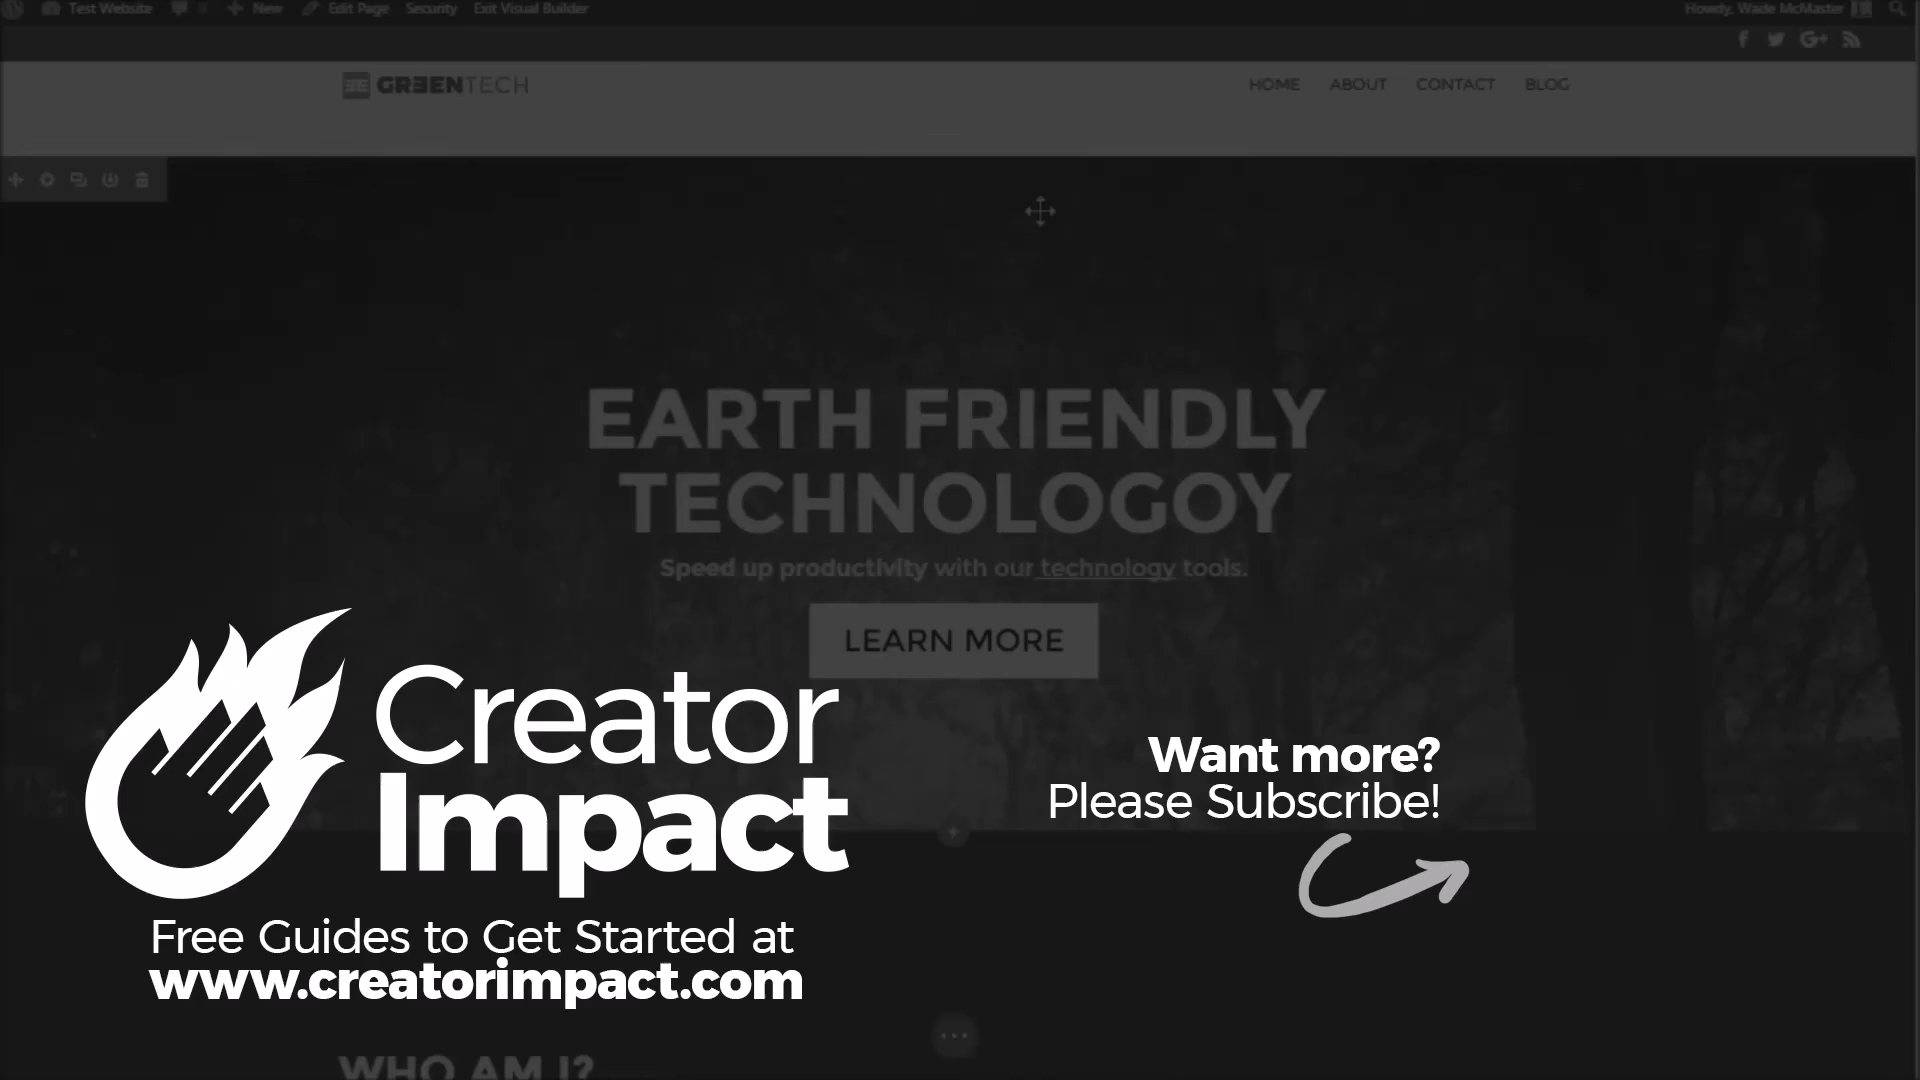 Test Website
New
Edit Page
Security
Exit Visual Builder
Howdy, Wade McMaster
GREENTECH
HOME
ABOUT
CONTACT
BLOG
EARTH FRIENDLY
TECHNOLOGOY
Speed up productivity with our technology tools.
LEARN MORE
Creator
Impact
Want more?
Please Subscribe!
Free Guides to Get Started at
www.creatorimpact.com
WHO AM I?